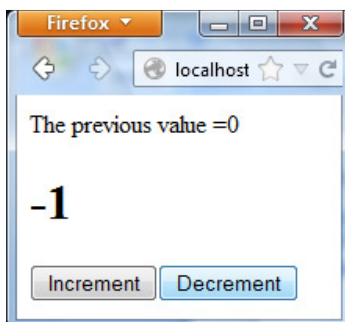 Firefox
localhost
The previous value =0
-1
Increment Decrement